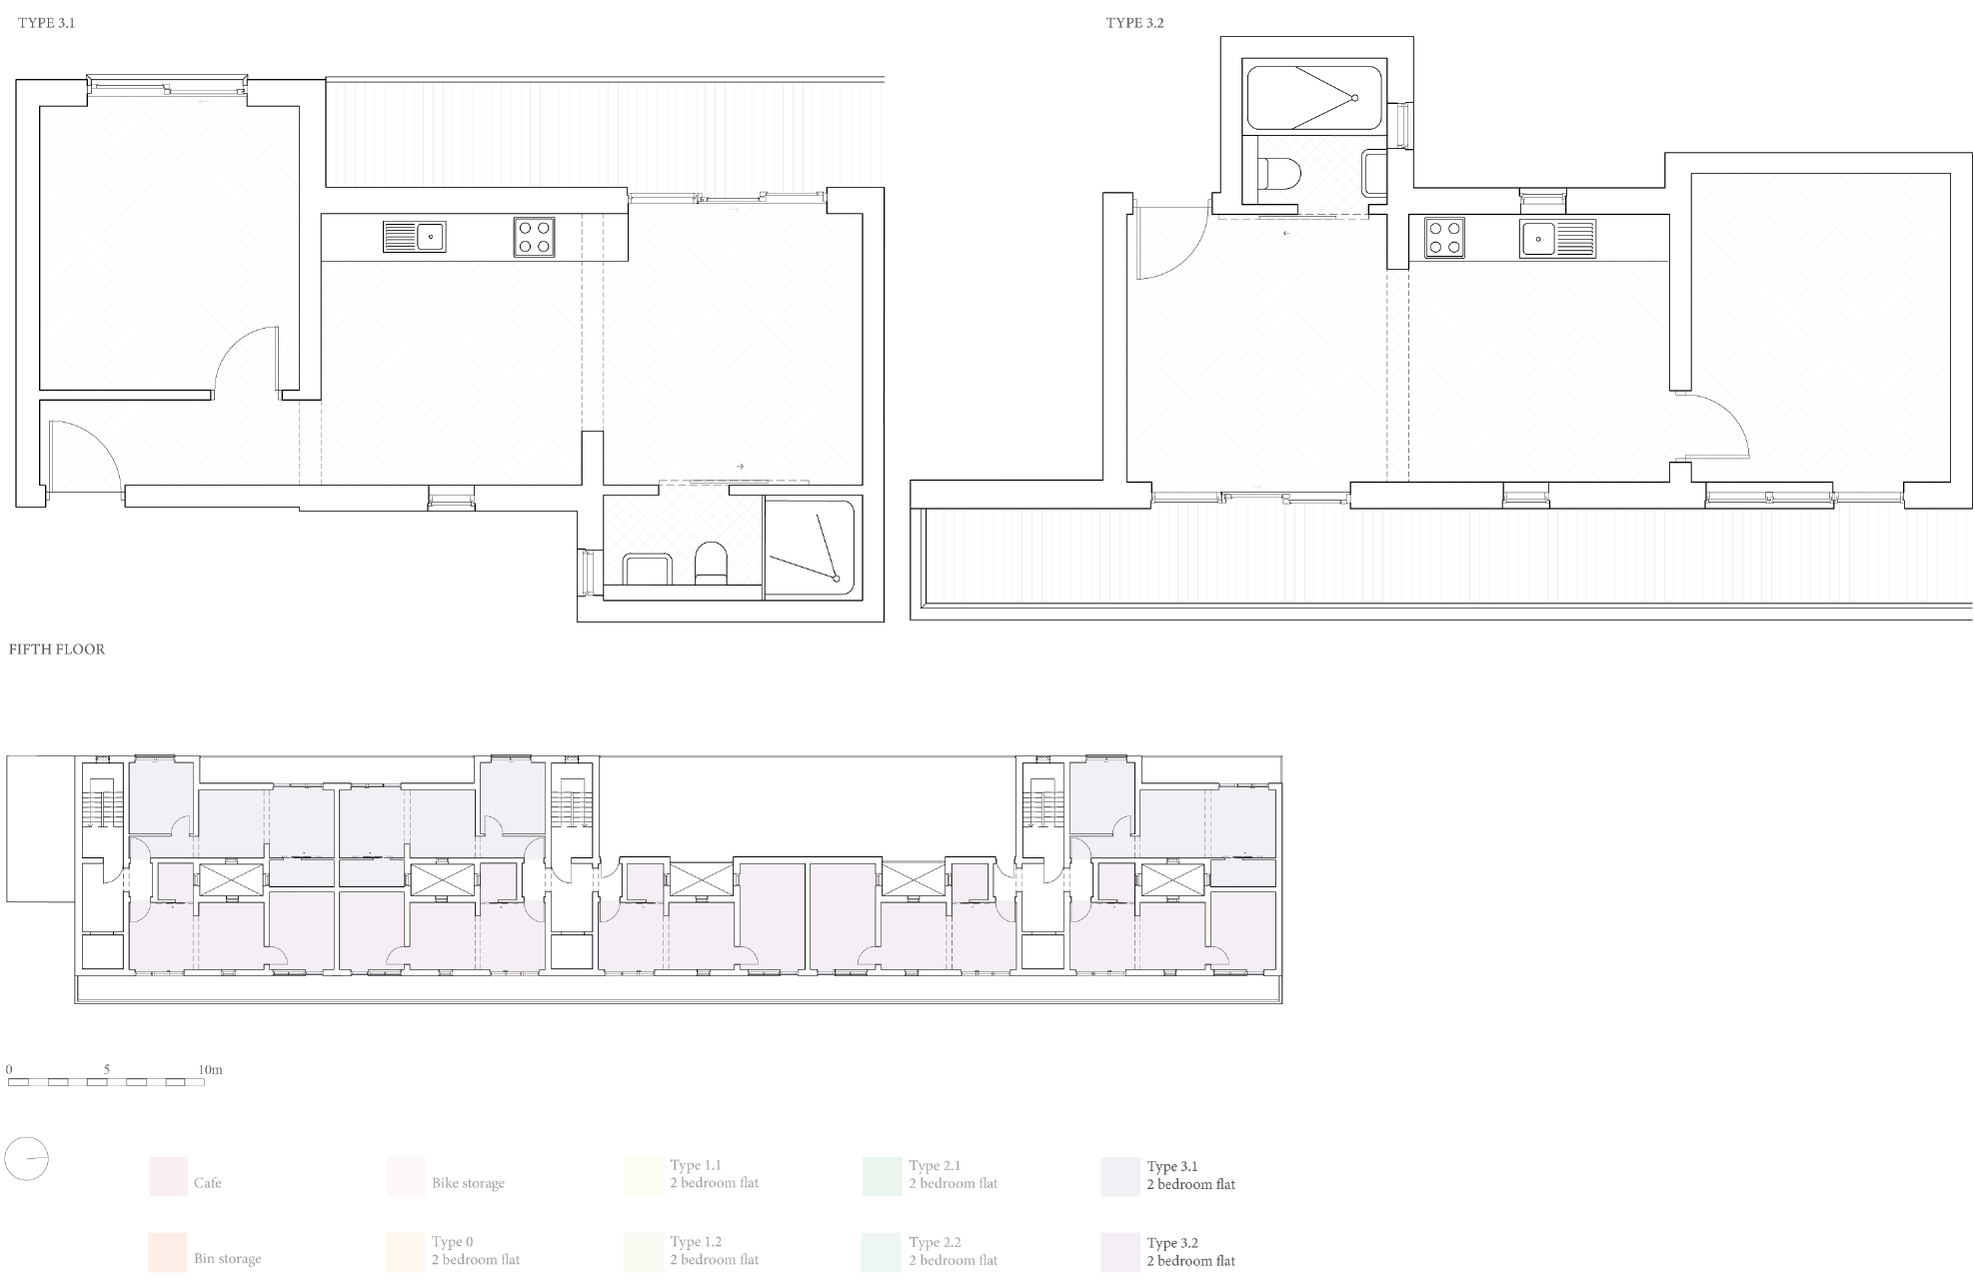 TYPE 3.1
TYPE 3.2
FIFTH FLOOR
0 5 10m
Cafe
Bike storage
Type 1.1
2 bedroom flat
Type 2.1
2 bedroom flat
Type 3.1
2 bedroom flat
Bin storage
Type 0
2 bedroom flat
Type 1.2
2 bedroom flat
Type 2.2
2 bedroom flat
Type 3.2
2 bedroom flat